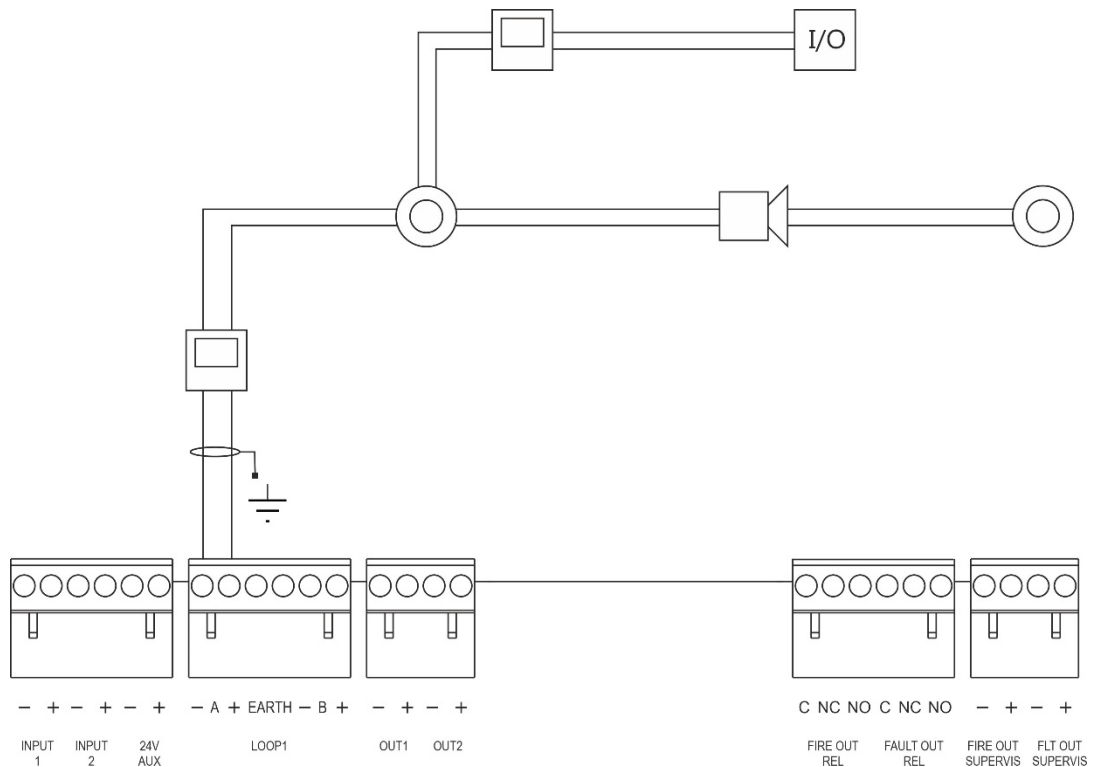 I/O
− + − + − +
− A + EARTH − B +
− + − +
C NC NO C NC NO
− + − +
INPUT
1
INPUT
2
24V
AUX
LOOP1
OUT1
OUT2
FIRE OUT
REL
FAULT OUT
REL
FIRE OUT
SUPERVIS
FLT OUT
SUPERVIS